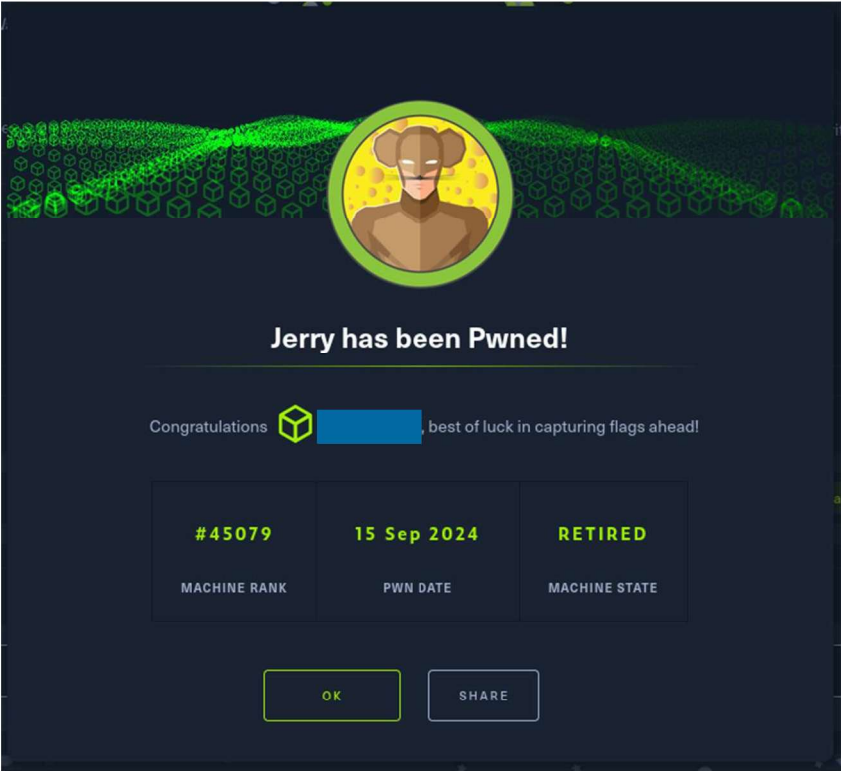 Jerry has been Pwned!
Congratulations , best of luck in capturing flags ahead!
#45079 15 Sep 2024 RETIRED
MACHINE RANK PWN DATE MACHINE STATE
OK SHARE